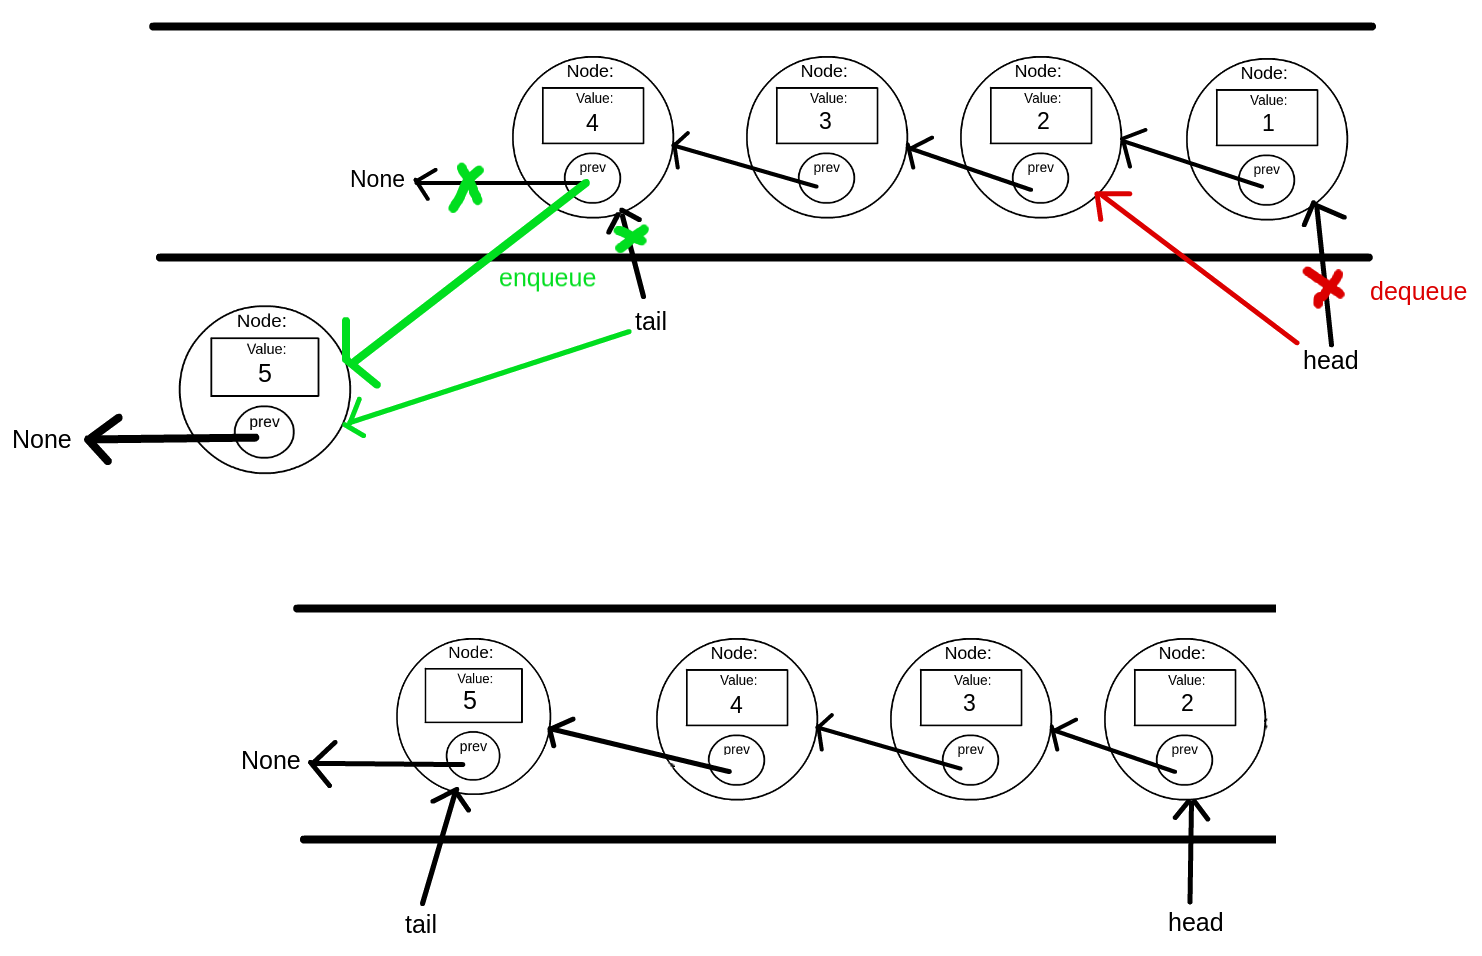 Node:
Value:
4
prev
Node:
Value:
3
prev
Node:
Value:
2
prev
Node:
Value:
1
prev
None
enqueue
tail
dequeue
head
Node:
Value:
5
prev
None
Node:
Value:
5
prev
Node:
Value:
4
prev
Node:
Value:
3
prev
Node:
Value:
2
prev
None
tail
head